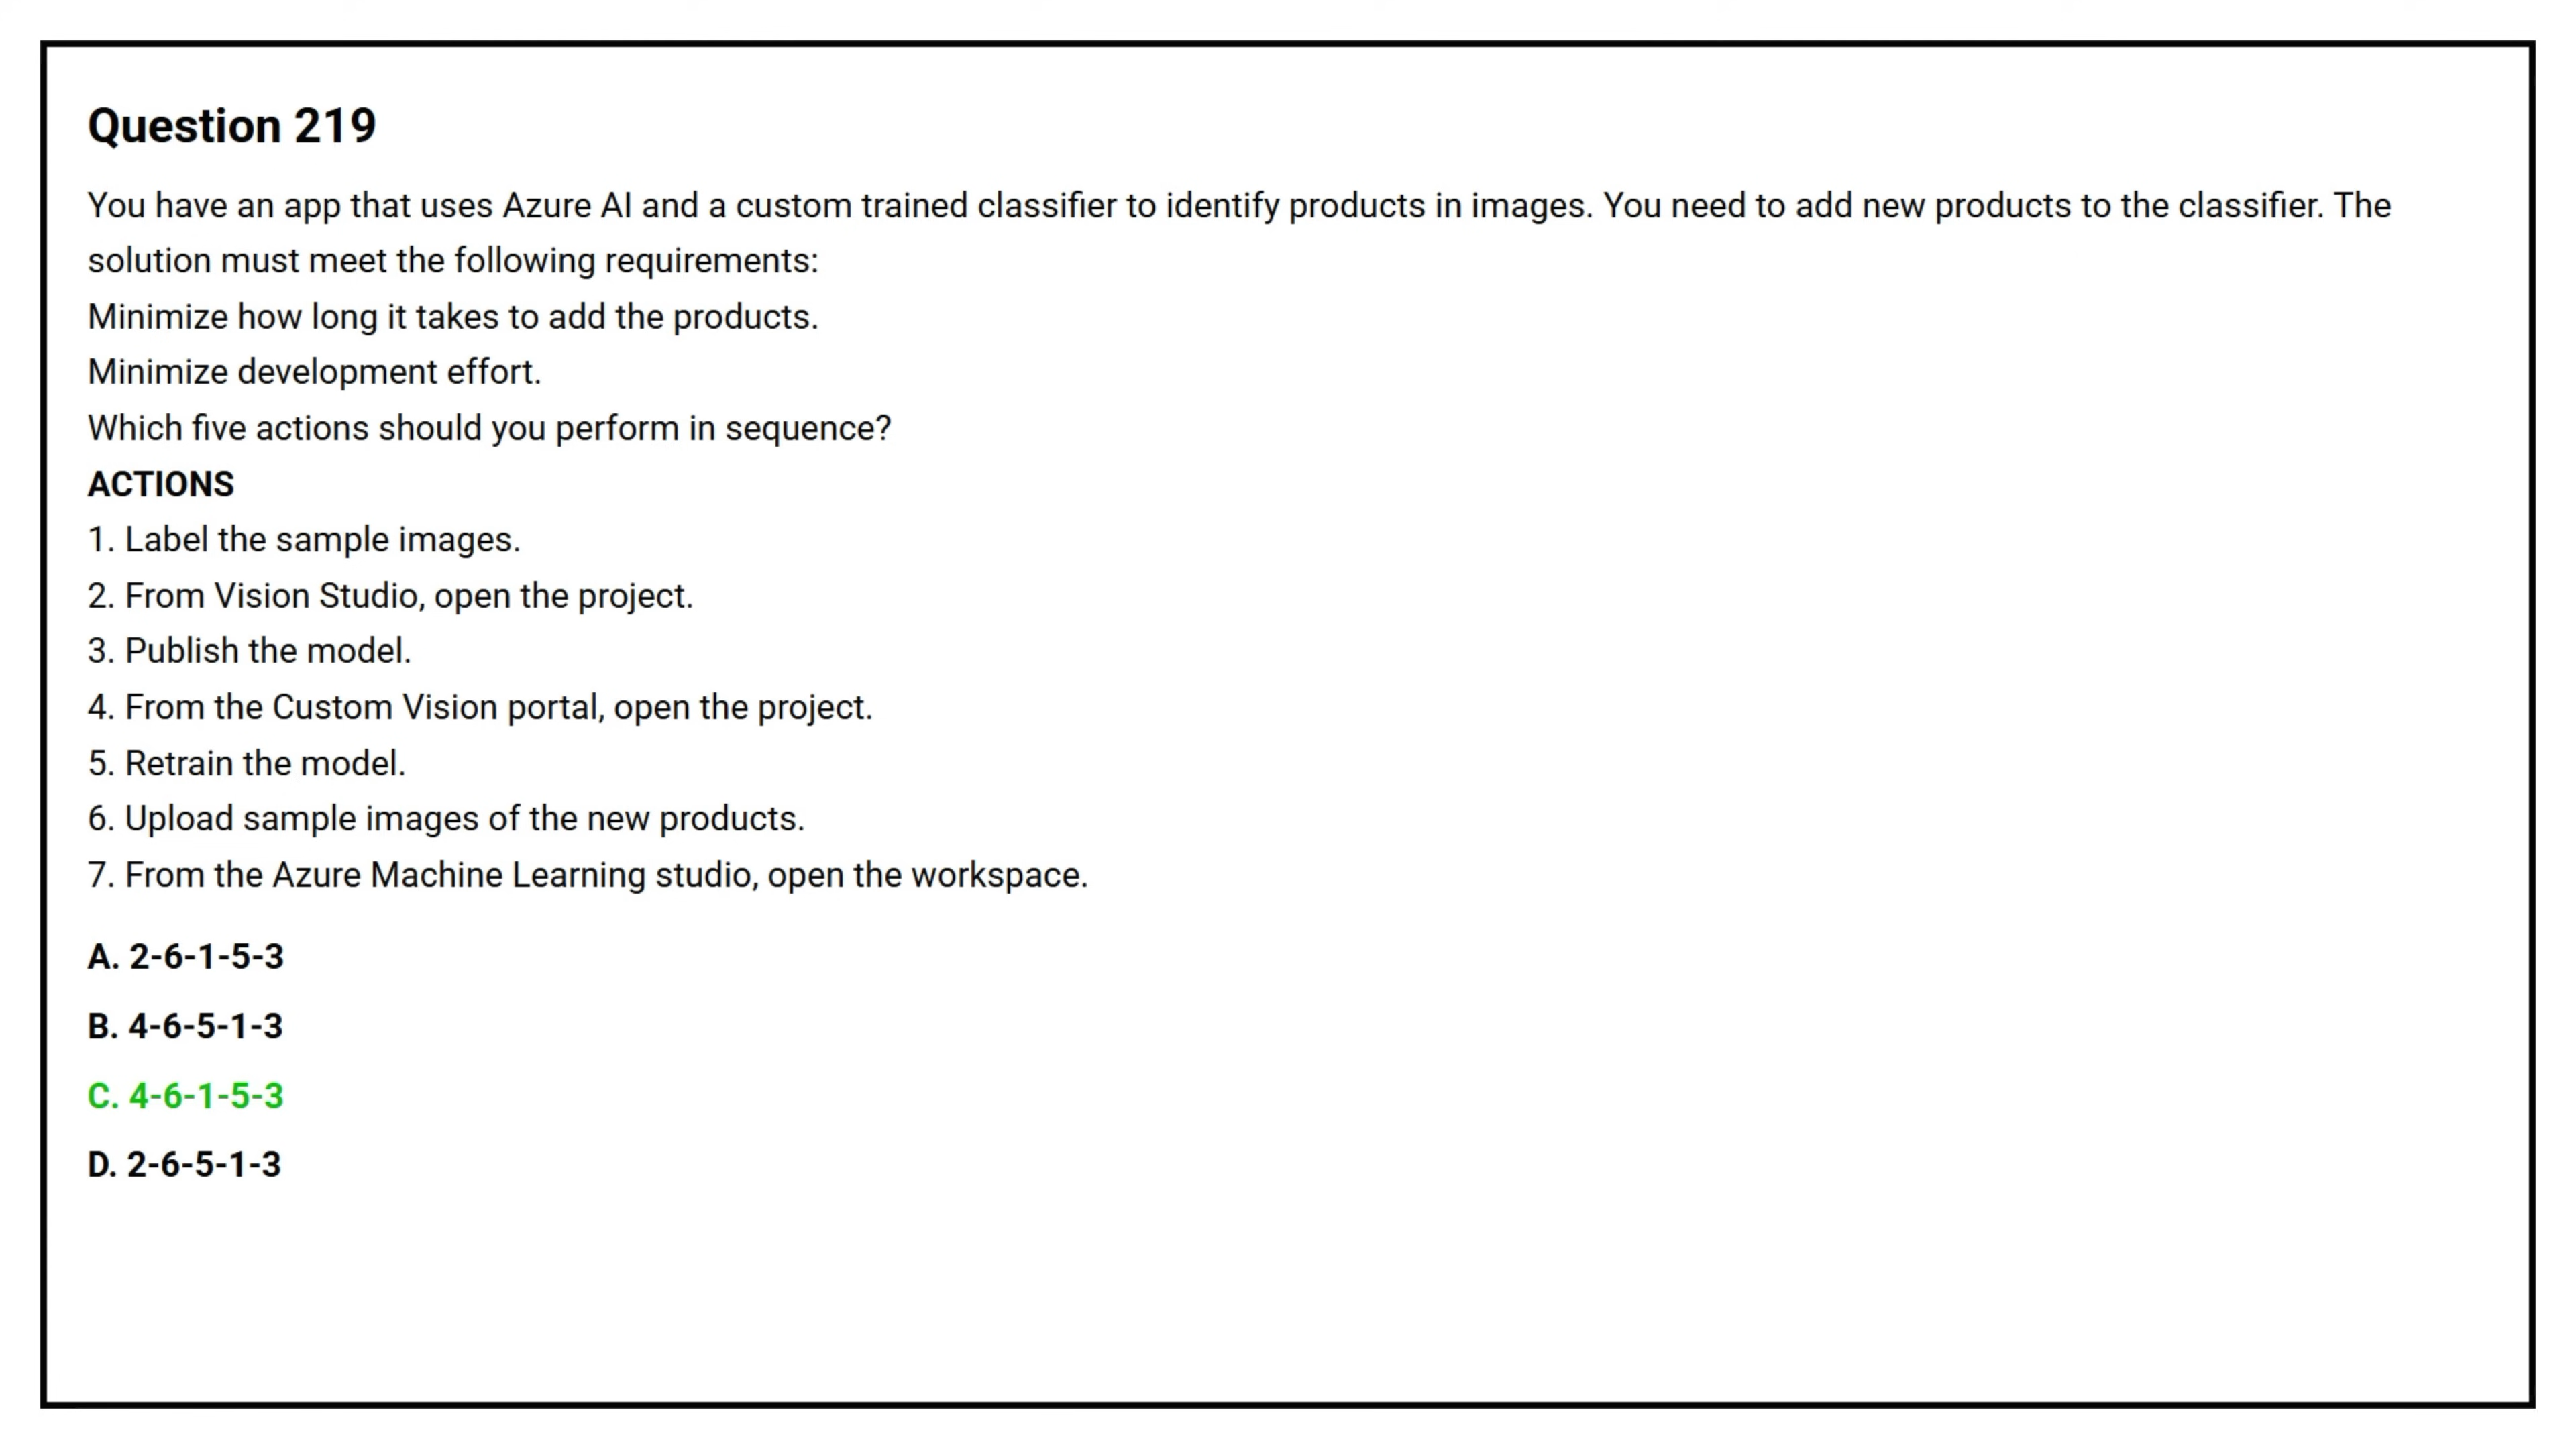 Question 219
You have an app that uses Azure AI and a custom trained classifier to identify products in images. You need to add new products to the classifier. The
solution must meet the following requirements:
Minimize how long it takes to add the products.
Minimize development effort.
Which five actions should you perform in sequence?
ACTIONS
1. Label the sample images.
2. From Vision Studio, open the project.
3. Publish the model.
4. From the Custom Vision portal, open the project.
5. Retrain the model.
6. Upload sample images of the new products.
7. From the Azure Machine Learning studio, open the workspace.
A. 2-6-1-5-3
B. 4-6-5-1-3
C. 4-6-1-5-3
D. 2-6-5-1-3